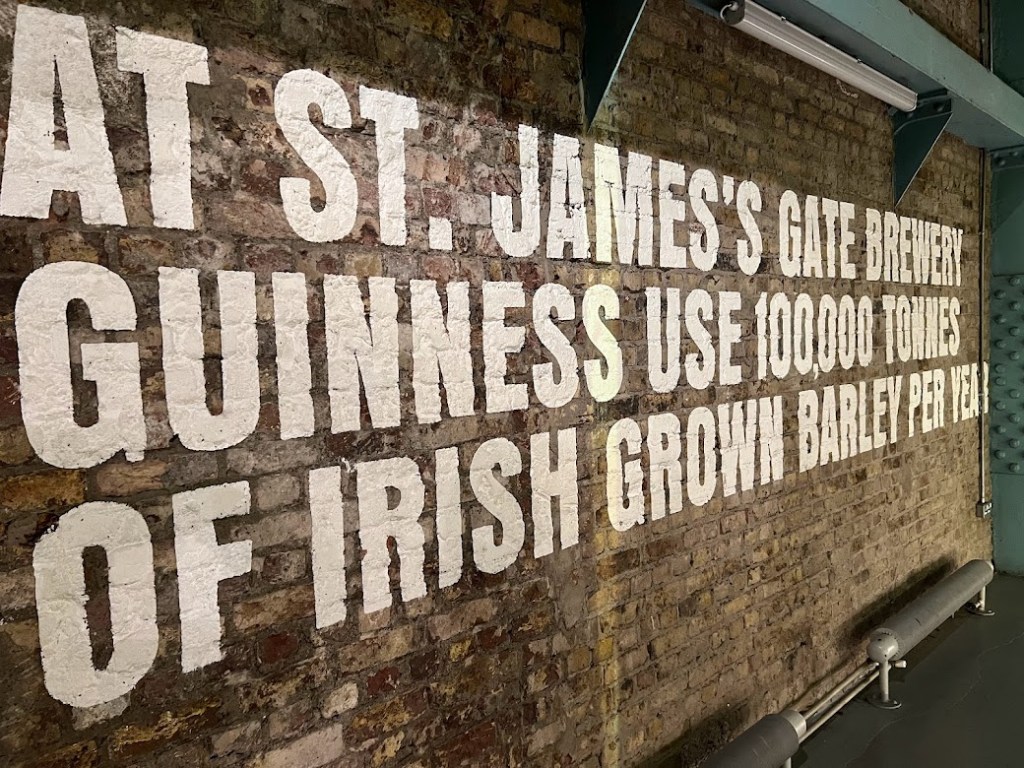 AT ST. JAMES'S GATE BREWERY
GUINNESS USE 100,000 TONNES
OF IRISH GROWN BARLEY PER YEAR